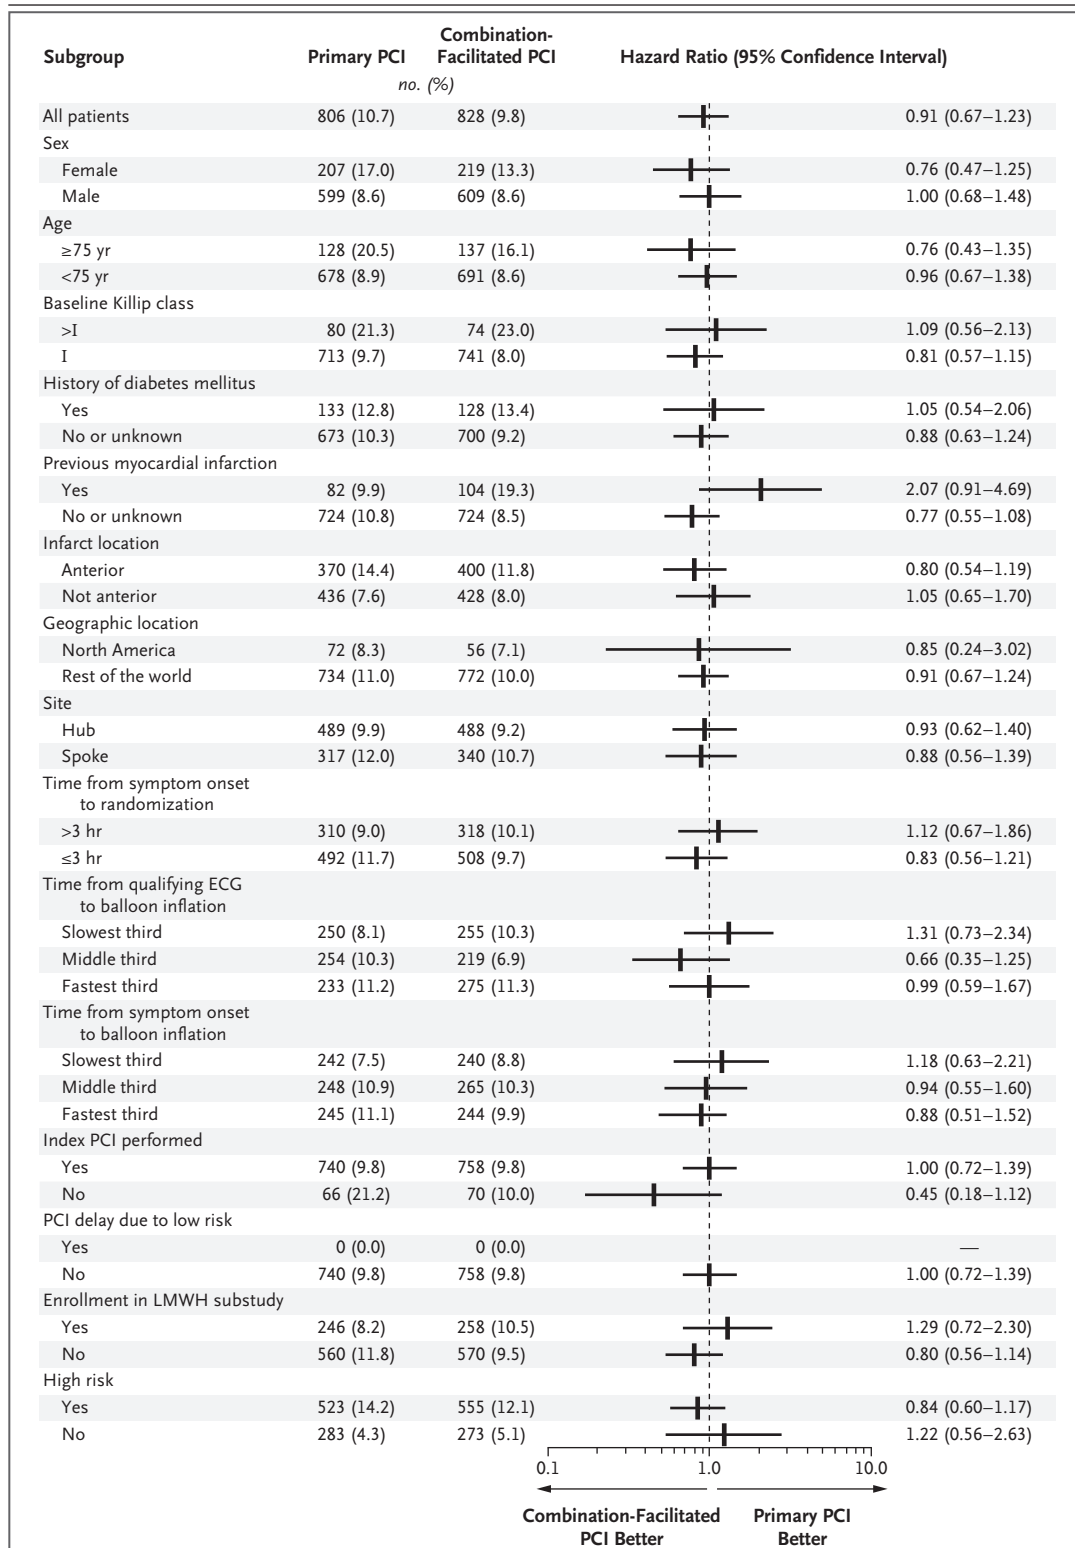 Subgroup Primary PCI Combination-Facilitated PCI Hazard Ratio (95% Confidence Interval)
no. (%)
All patients 806 (10.7) 828 (9.8) 0.91 (0.67–1.23)
Sex
Female 207 (17.0) 219 (13.3) 0.76 (0.47–1.25)
Male 599 (8.6) 609 (8.6) 1.00 (0.68–1.48)
Age
≥75 yr 128 (20.5) 137 (16.1) 0.76 (0.43–1.35)
<75 yr 678 (8.9) 691 (8.6) 0.96 (0.67–1.38)
Baseline Killip class
>I 80 (21.3) 74 (23.0) 1.09 (0.56–2.13)
I 713 (9.7) 741 (8.0) 0.81 (0.57–1.15)
History of diabetes mellitus
Yes 133 (12.8) 128 (13.4) 1.05 (0.54–2.06)
No or unknown 673 (10.3) 700 (9.2) 0.88 (0.63–1.24)
Previous myocardial infarction
Yes 82 (9.9) 104 (19.3) 2.07 (0.91–4.69)
No or unknown 724 (10.8) 724 (8.5) 0.77 (0.55–1.08)
Infarct location
Anterior 370 (14.4) 400 (11.8) 0.80 (0.54–1.19)
Not anterior 436 (7.6) 428 (8.0) 1.05 (0.65–1.70)
Geographic location
North America 72 (8.3) 56 (7.1) 0.85 (0.24–3.02)
Rest of the world 734 (11.0) 772 (10.0) 0.91 (0.67–1.24)
Site
Hub 489 (9.9) 488 (9.2) 0.93 (0.62–1.40)
Spoke 317 (12.0) 340 (10.7) 0.88 (0.56–1.39)
Time from symptom onset
to randomization
>3 hr 310 (9.0) 318 (10.1) 1.12 (0.67–1.86)
≤3 hr 492 (11.7) 508 (9.7) 0.83 (0.56–1.21)
Time from qualifying ECG
to balloon inflation
Slowest third 250 (8.1) 255 (10.3) 1.31 (0.73–2.34)
Middle third 254 (10.3) 219 (6.9) 0.66 (0.35–1.25)
Fastest third 233 (11.2) 275 (11.3) 0.99 (0.59–1.67)
Time from symptom onset
to balloon inflation
Slowest third 242 (7.5) 240 (8.8) 1.18 (0.63–2.21)
Middle third 248 (10.9) 265 (10.3) 0.94 (0.55–1.60)
Fastest third 245 (11.1) 244 (9.9) 0.88 (0.51–1.52)
Index PCI performed
Yes 740 (9.8) 758 (9.8) 1.00 (0.72–1.39)
No 66 (21.2) 70 (10.0) 0.45 (0.18–1.12)
PCI delay due to low risk
Yes 0 (0.0) 0 (0.0) —
No 740 (9.8) 758 (9.8) 1.00 (0.72–1.39)
Enrollment in LMWH substudy
Yes 246 (8.2) 258 (10.5) 1.29 (0.72–2.30)
No 560 (11.8) 570 (9.5) 0.80 (0.56–1.14)
High risk
Yes 523 (14.2) 555 (12.1) 0.84 (0.60–1.17)
No 283 (4.3) 273 (5.1) 1.22 (0.56–2.63)
0.1 1.0 10.0
Combination-Facilitated PCI Better Primary PCI Better